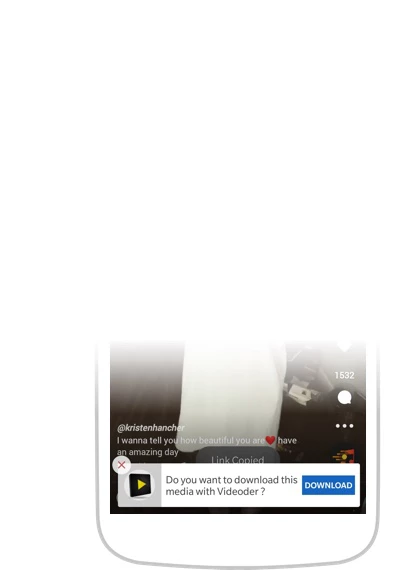 1532
@kristenhancher
I wanna tell you how beautiful you are❤ have
an amazing day
Link Copied
Do you want to download this
media with Videoder ?
DOWNLOAD